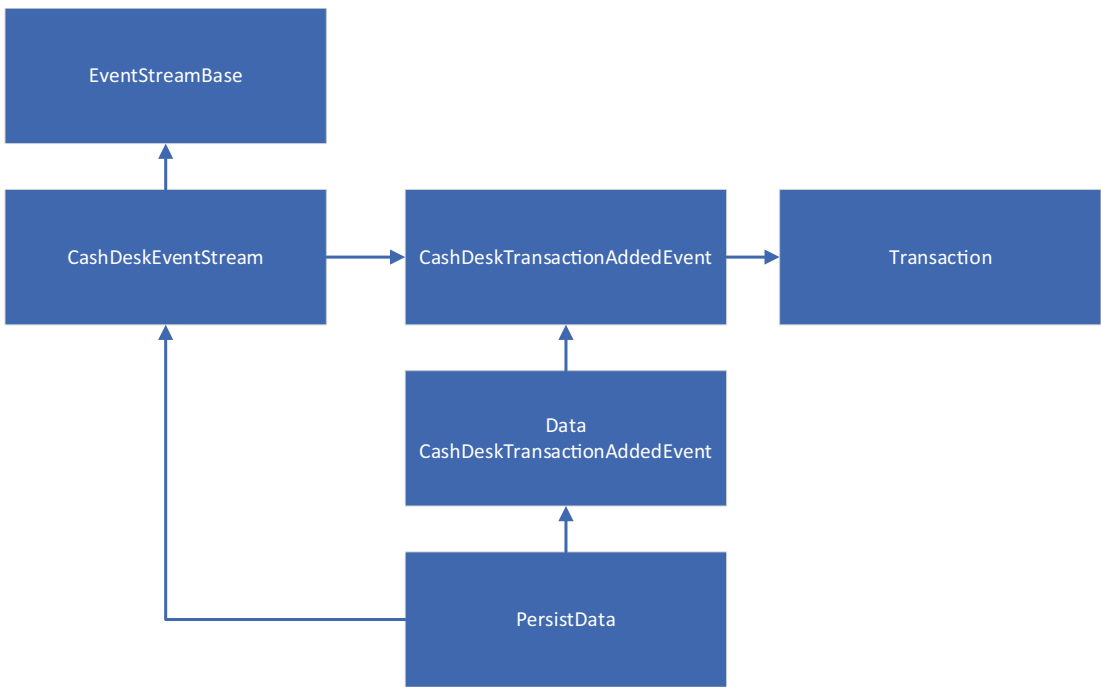 EventStreamBase
CashDeskEventStream
CashDeskTransactionAddedEvent
Transaction
Data
CashDeskTransactionAddedEvent
PersistData